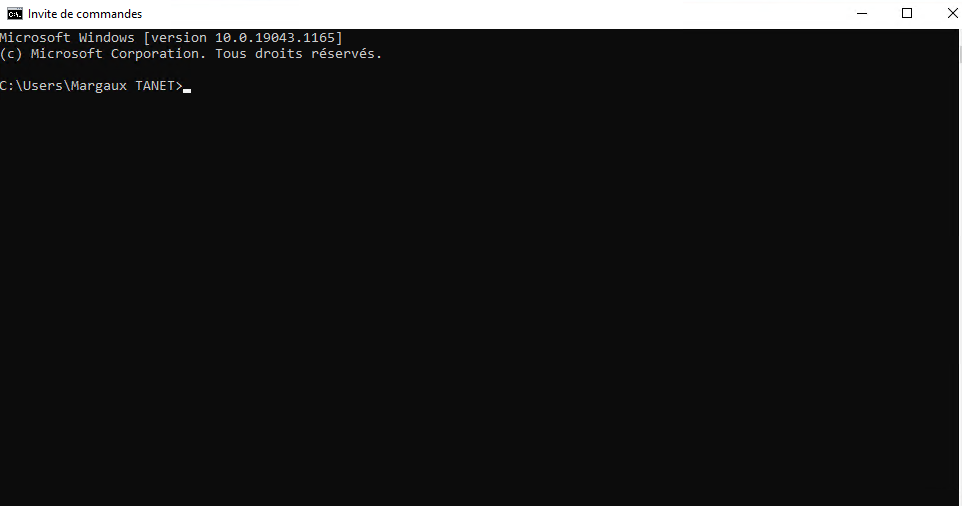 Invite de commandes
Microsoft Windows [version 10.0.19043.1165]
(c) Microsoft Corporation. Tous droits réservés.
C:\Users\Margaux TANET>